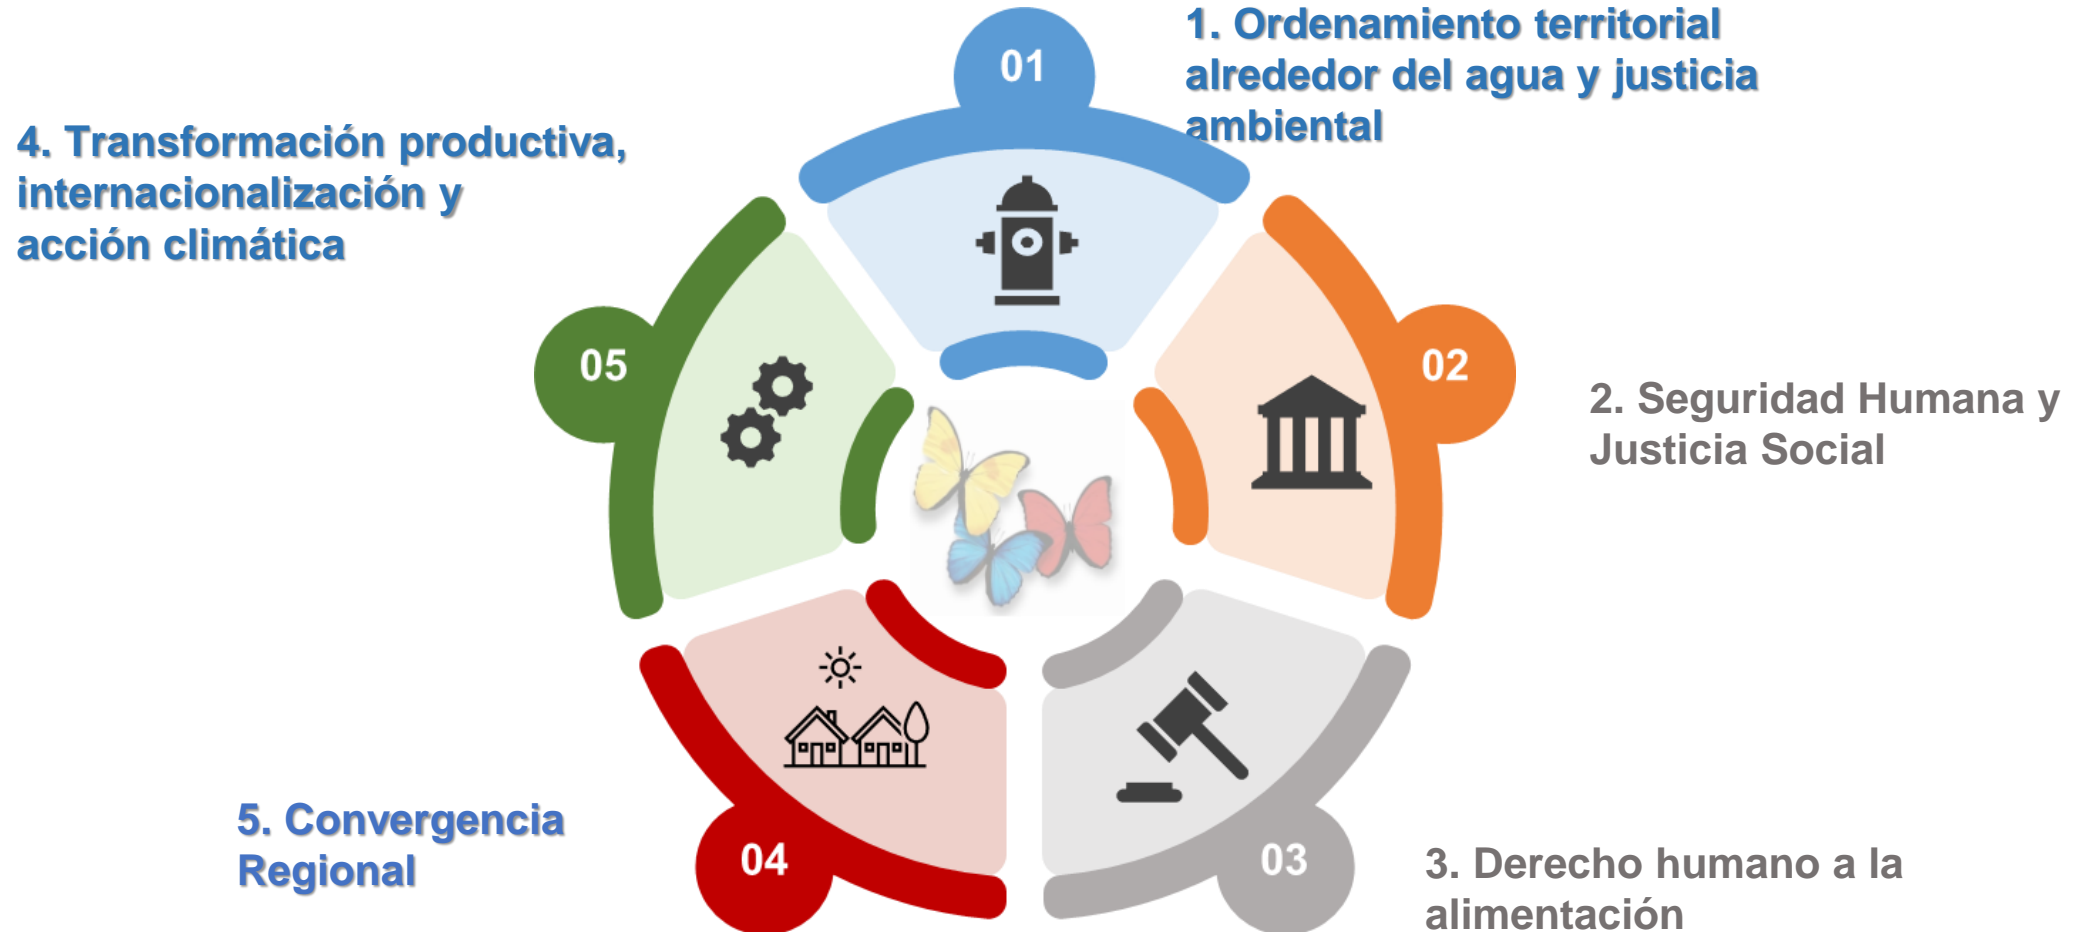 1. Ordenamiento territorial
alrededor del agua y justicia
ambiental
01
4. Transformación productiva,
internacionalización y
acción climática
05
02
2. Seguridad Humana y
Justicia Social
5. Convergencia
Regional
04
03
3. Derecho humano a la
alimentación